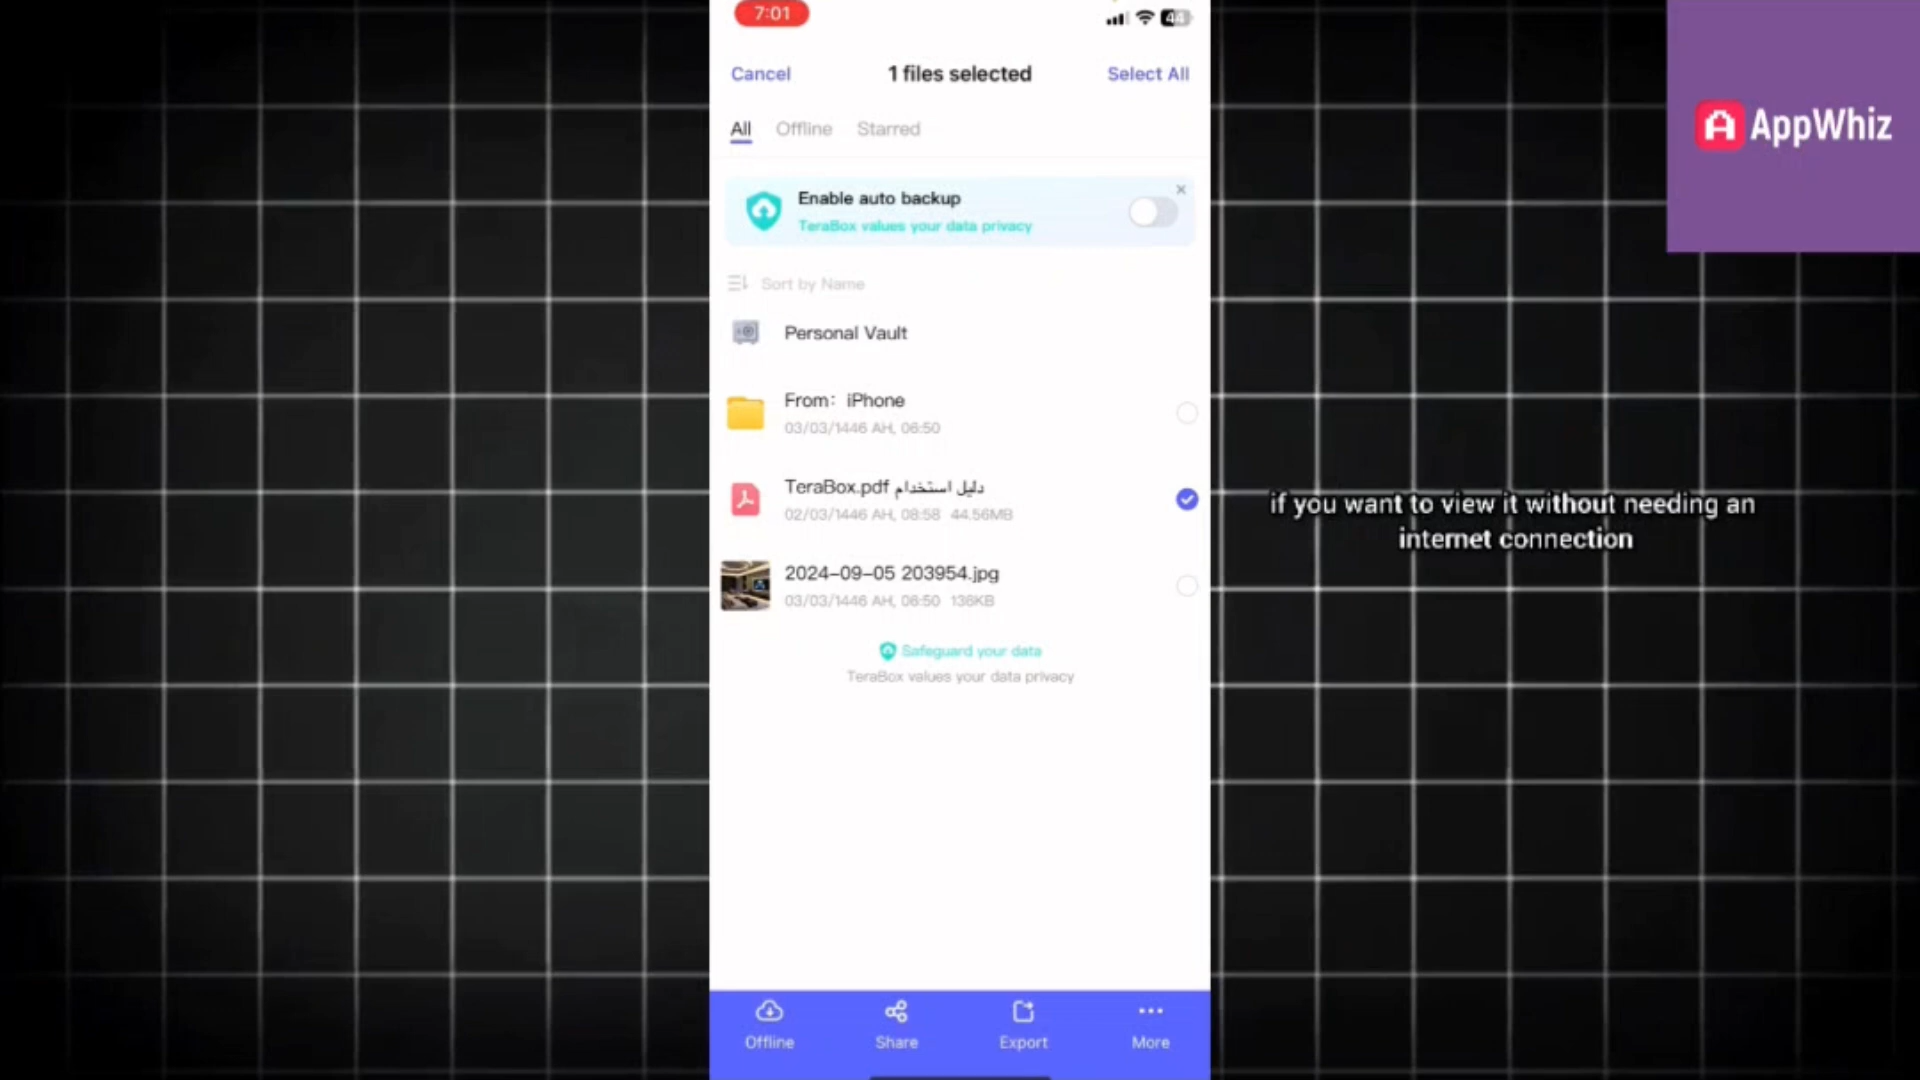 7:01
44
Cancel
1 files selected
Select All
All
Offline
Starred
Enable auto backup
TeraBox values your data privacy
Sort by Name
Personal Vault
From: iPhone
03/03/1446 AH, 06:50
دليل استخدام TeraBox.pdf
02/03/1446 AH, 08:58 44.56MB
2024-09-05 203954.jpg
03/03/1446 AH, 06:50 136KB
Safeguard your data
TeraBox values your data privacy
Offline
Share
Export
More
AppWhiz
if you want to view it without needing an
internet connection